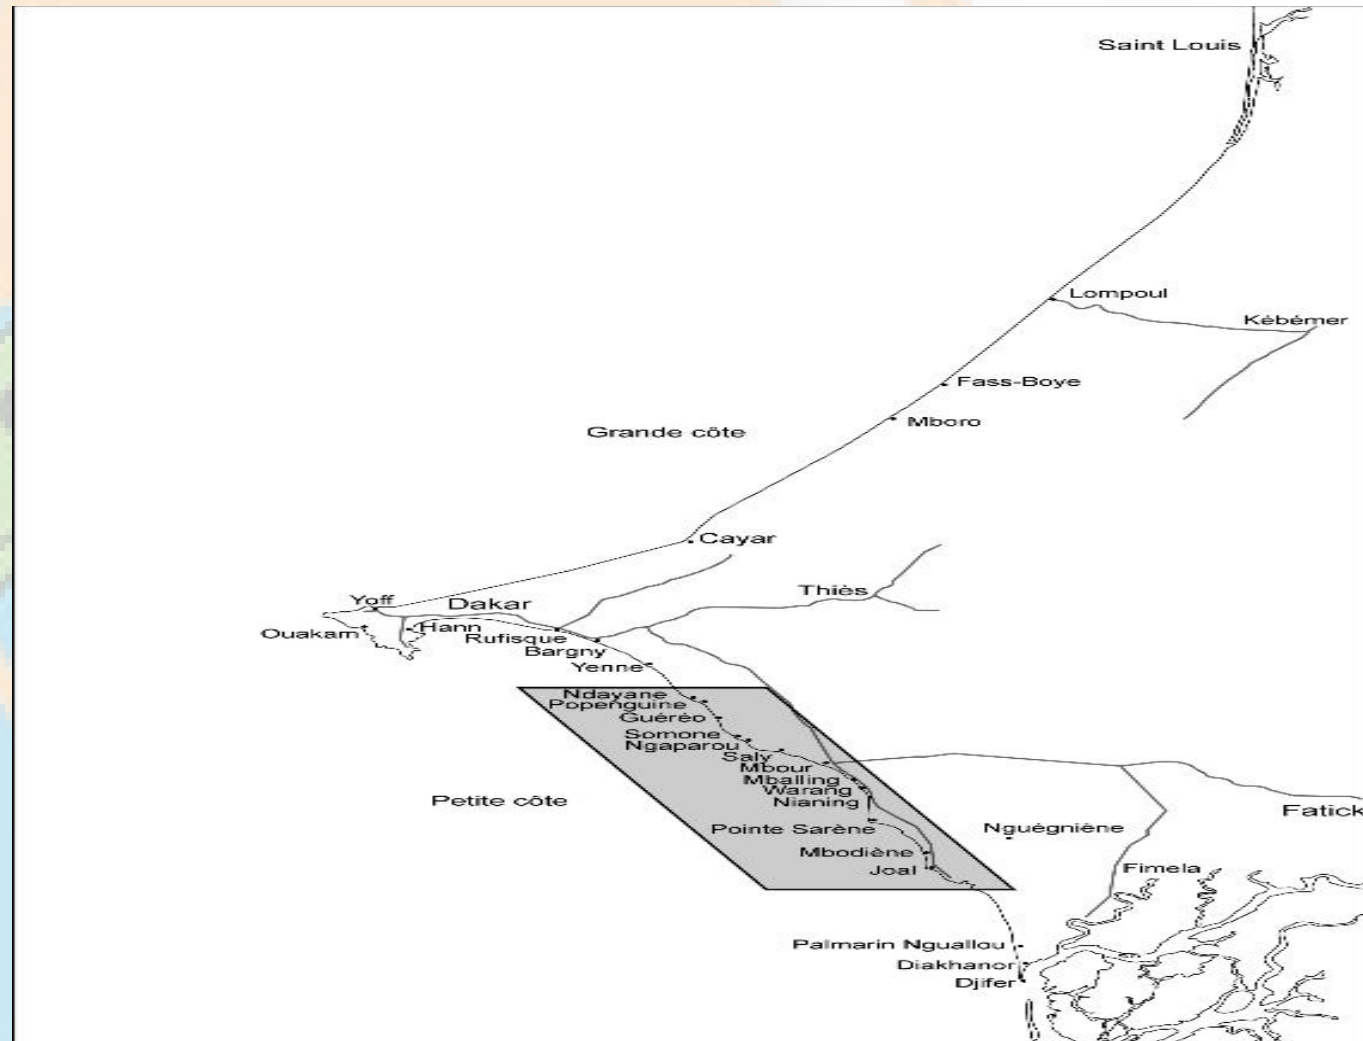 Saint Louis
Lompoul
Kébémer
Fass-Boye
Mboro
Grande côte
Cayar
Thiès
Yoff
Dakar
Ouakam
Hann
Rufisque
Bargny
Yenne
Ndayane
Popenguine
Guéréo
Somone
Ngaparou
Saly
Mbour
Mballing
Warang
Nianing
Petite côte
Fatick
Pointe Sarène
Nguégniène
Mbodiène
Joal
Fimela
Palmarin Nguallou
Diakhanor
Djifer